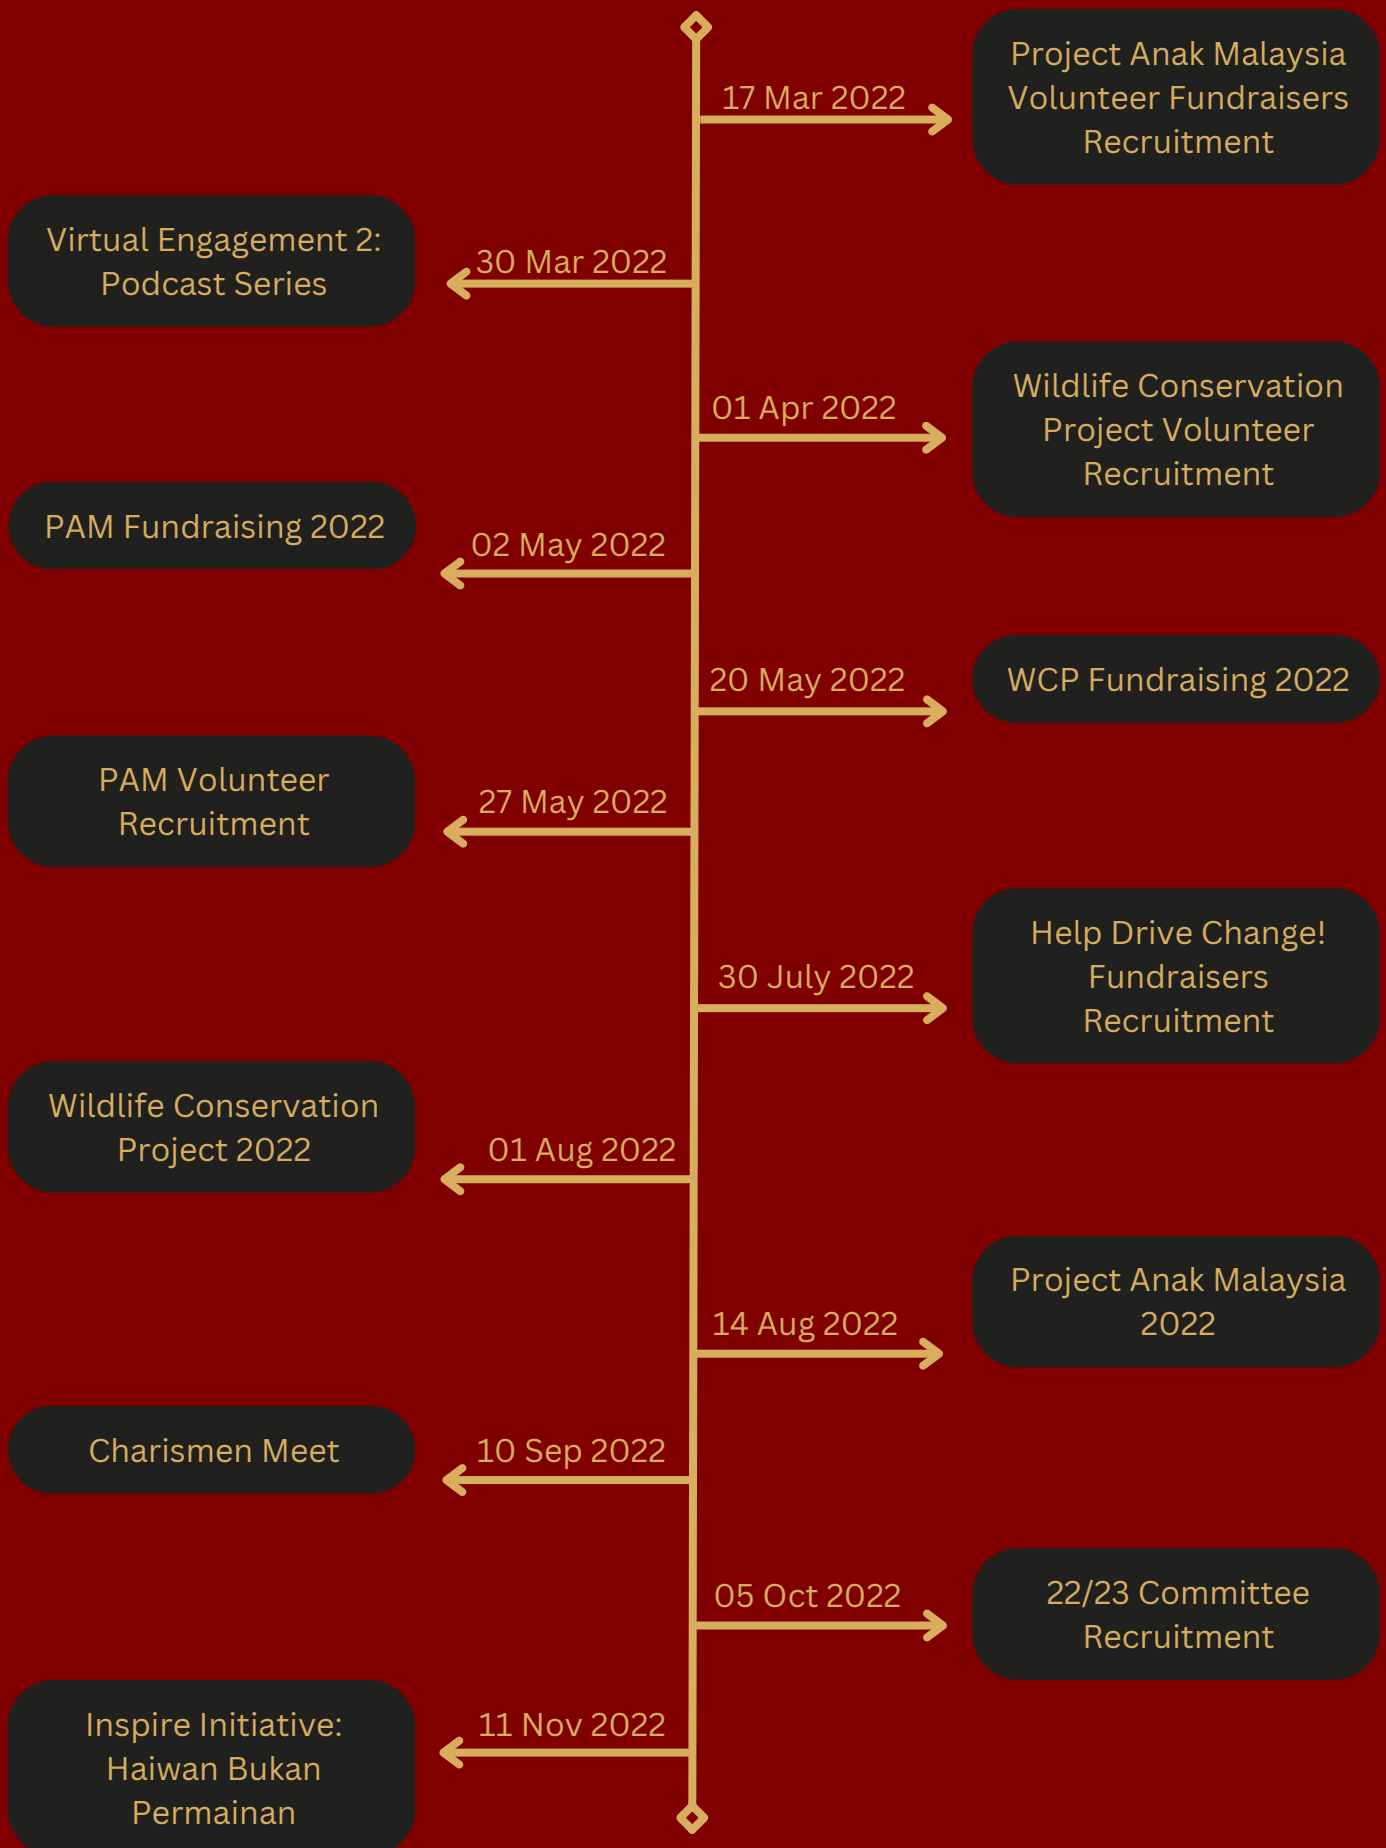 17 Mar 2022
Project Anak Malaysia
Volunteer Fundraisers
Recruitment
30 Mar 2022
Virtual Engagement 2:
Podcast Series
01 Apr 2022
Wildlife Conservation
Project Volunteer
Recruitment
02 May 2022
PAM Fundraising 2022
20 May 2022
WCP Fundraising 2022
27 May 2022
PAM Volunteer
Recruitment
30 July 2022
Help Drive Change!
Fundraisers
Recruitment
01 Aug 2022
Wildlife Conservation
Project 2022
14 Aug 2022
Project Anak Malaysia
2022
10 Sep 2022
Charismen Meet
05 Oct 2022
22/23 Committee
Recruitment
11 Nov 2022
Inspire Initiative:
Haiwan Bukan
Permainan